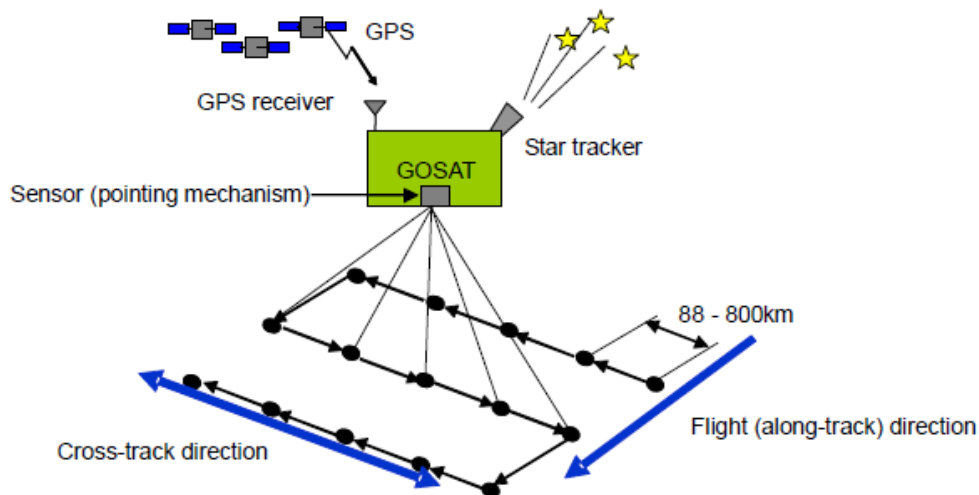 GPS
GPS receiver
Star tracker
GOSAT
Sensor (pointing mechanism)
88 - 800km
Flight (along-track) direction
Cross-track direction